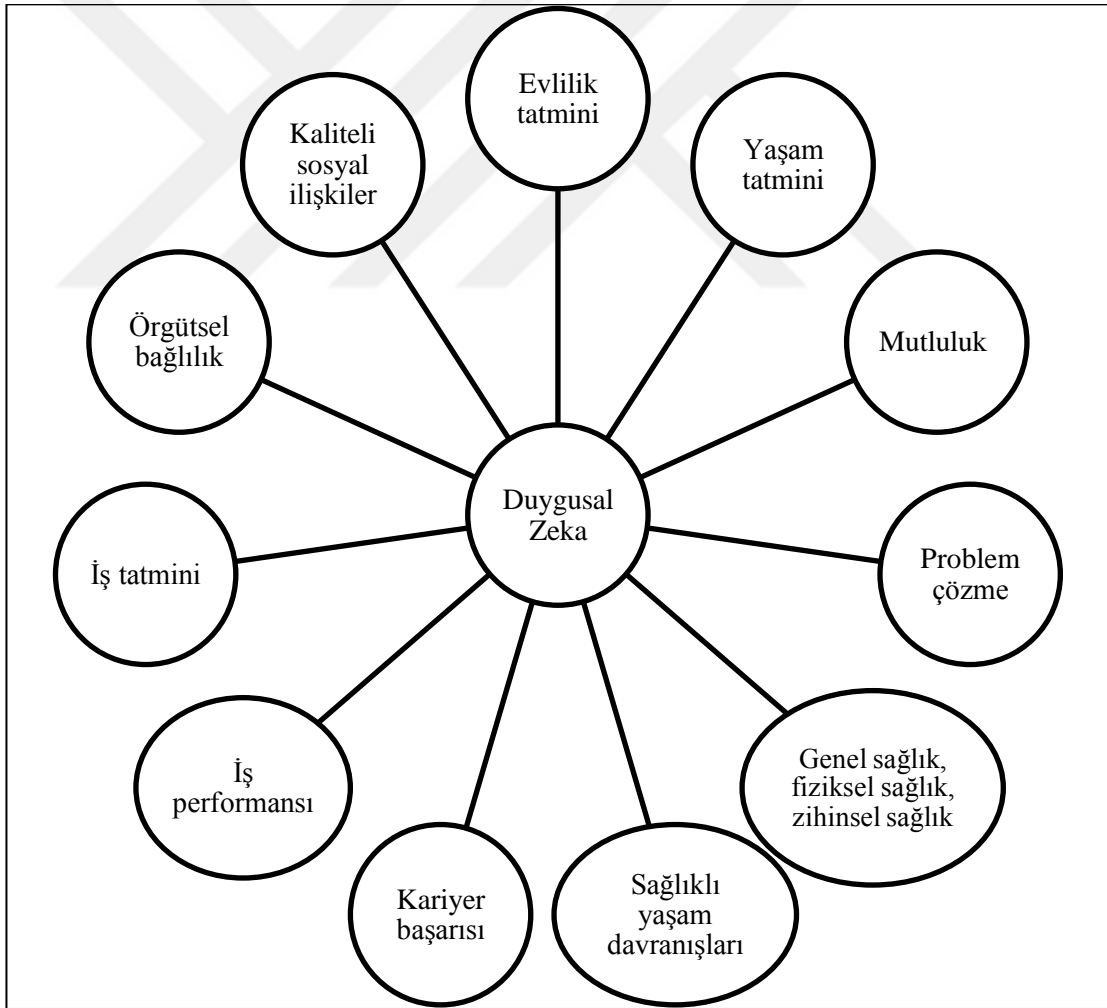 Evlilik
tatmini
Yaşam
tatmini
Mutluluk
Problem
çözme
Genel sağlık,
fiziksel sağlık,
zihinsel sağlık
Sağlıklı
yaşam
davranışları
Kariyer
başarısı
İş
performansı
İş tatmini
Örgütsel
bağlılık
Kaliteli
sosyal
ilişkiler
Duygusal
Zeka